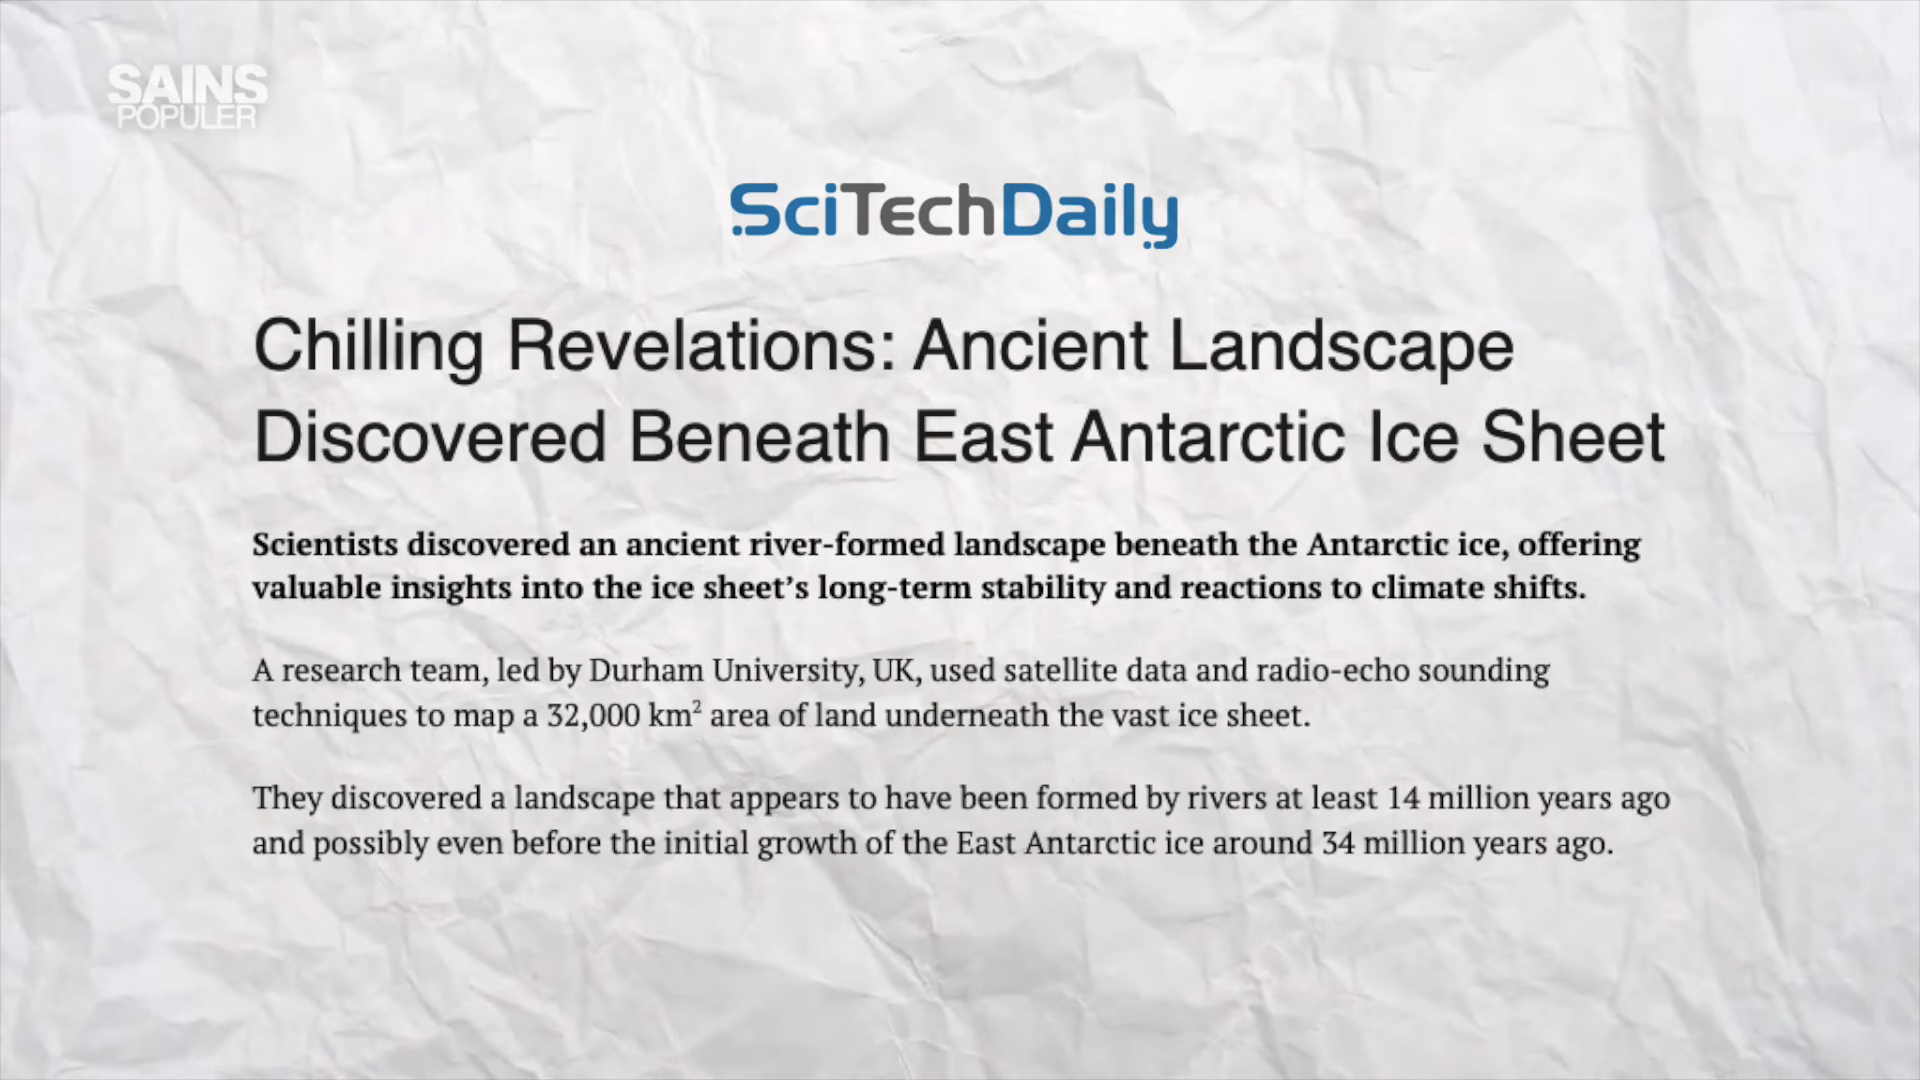 SAINS
POPULER
SciTechDaily
Chilling Revelations: Ancient Landscape
Discovered Beneath East Antarctic Ice Sheet
Scientists discovered an ancient river-formed landscape beneath the Antarctic ice, offering
valuable insights into the ice sheet’s long-term stability and reactions to climate shifts.
A research team, led by Durham University, UK, used satellite data and radio-echo sounding
techniques to map a 32,000 km² area of land underneath the vast ice sheet.
They discovered a landscape that appears to have been formed by rivers at least 14 million years ago
and possibly even before the initial growth of the East Antarctic ice around 34 million years ago.